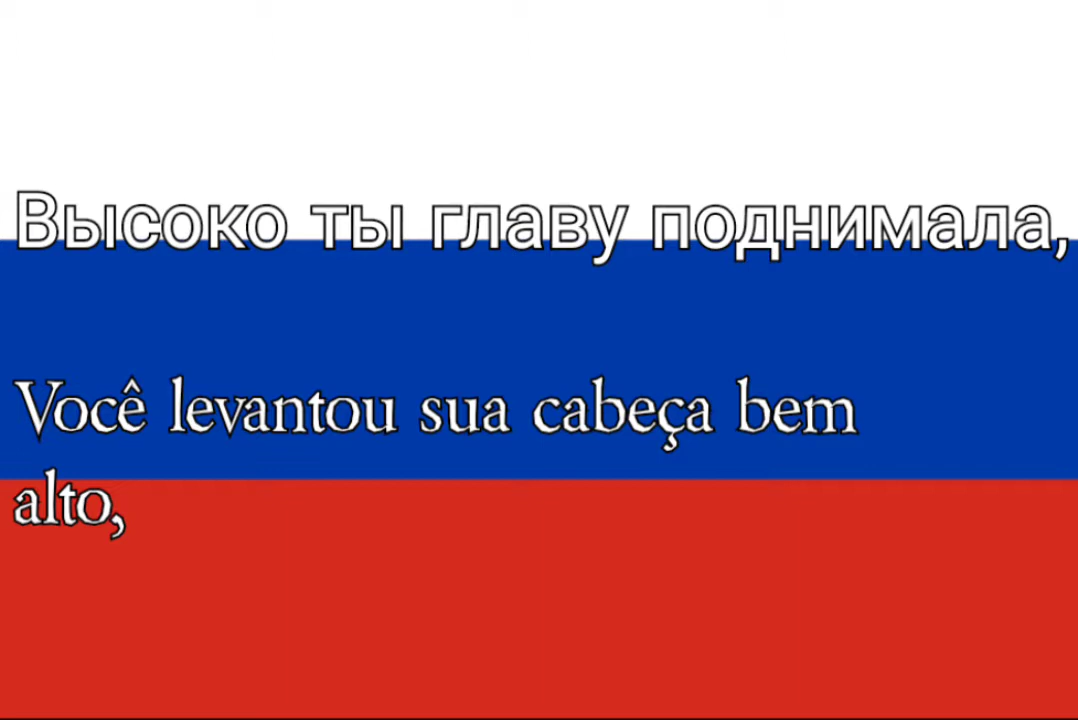 Высоко ты главу поднимала,
Você levantou sua cabeça bem
alto,